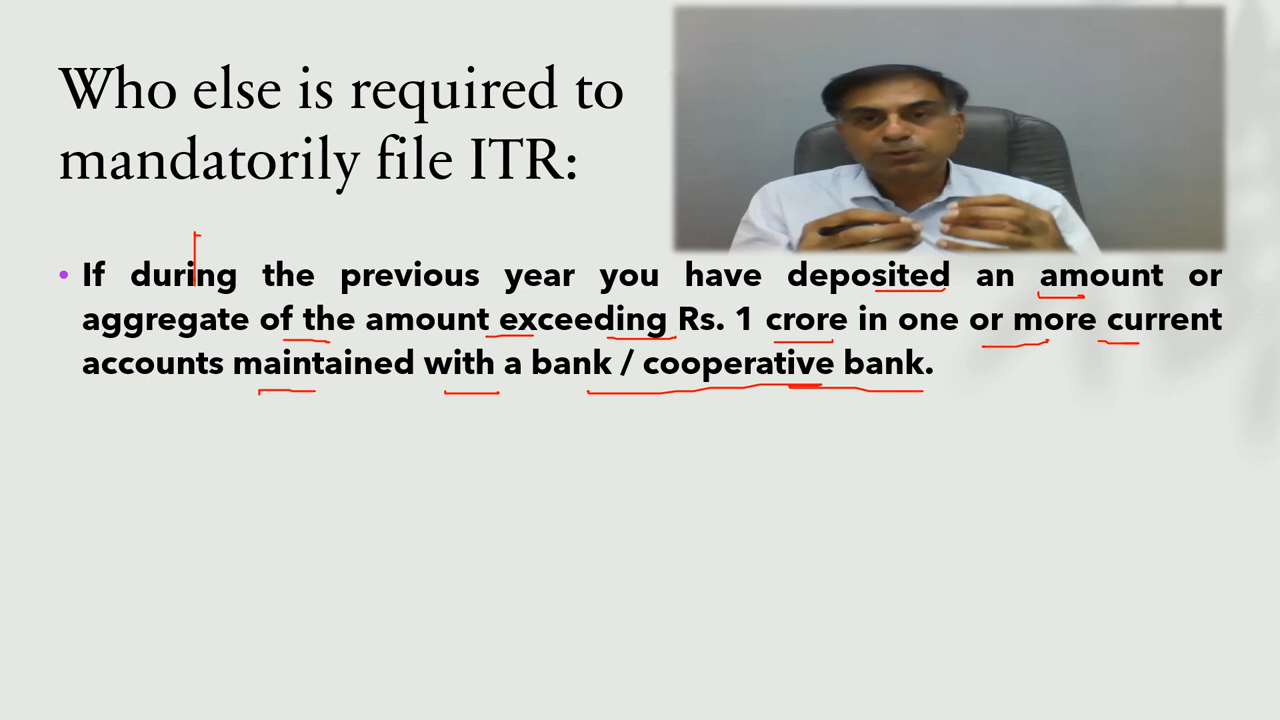 Who else is required to
mandatorily file ITR:
• If during the previous year you have deposited an amount or
aggregate of the amount exceeding Rs. 1 crore in one or more current
accounts maintained with a bank / cooperative bank.